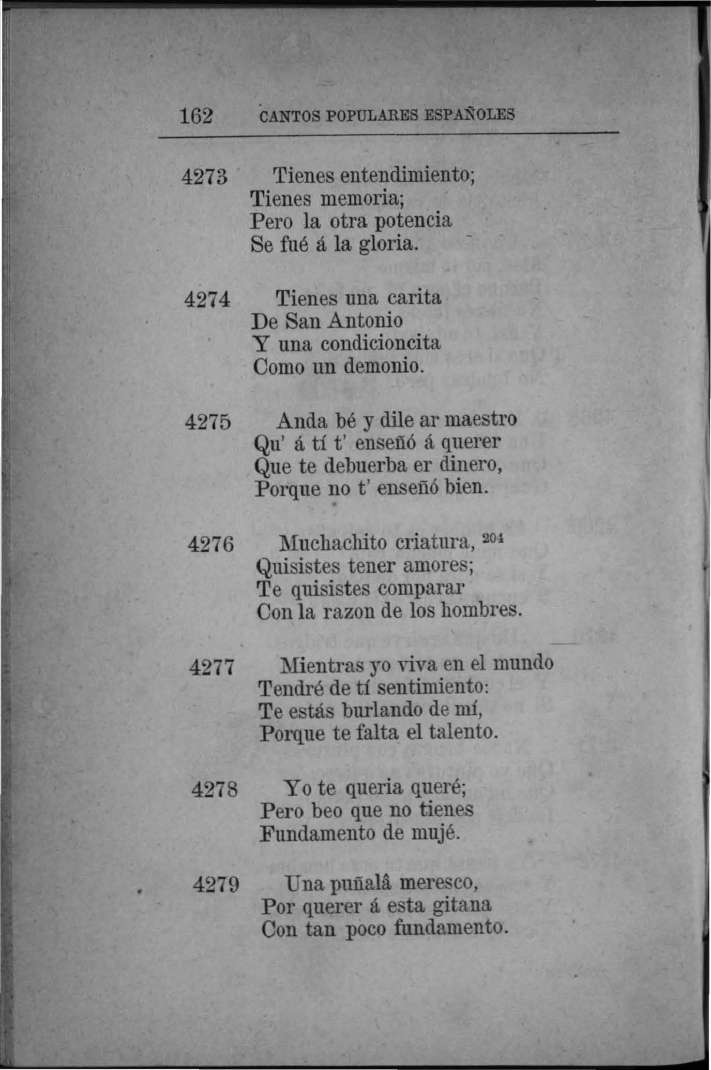 162 CANTOS POPULARES ESPAÑOLES
4273 Tienes entendimiento;
Tienes memoria;
Pero la otra potencia
Se fué á la gloria.
4274 Tienes una carita
De San Antonio
Y una condicioncita
Como un demonio.
4275 Anda bé y dile ar maestro
Qu' á tí t' enseñó á querer
Que te debuerba er dinero,
Porque no t' enseñó bien.
4276 Muchachito criatura, 204
Quisistes tener amores;
Te quisistes comparar
Con la razon de los hombres.
4277 Mientras yo viva en el mundo
Tendré de tí sentimiento:
Te estás burlando de mí,
Porque te falta el talento.
4278 Yo te queria queré;
Pero beo que no tienes
Fundamento de mujé.
4279 Una puñalâ meresco,
Por querer á esta gitana
Con tan poco fundamento.